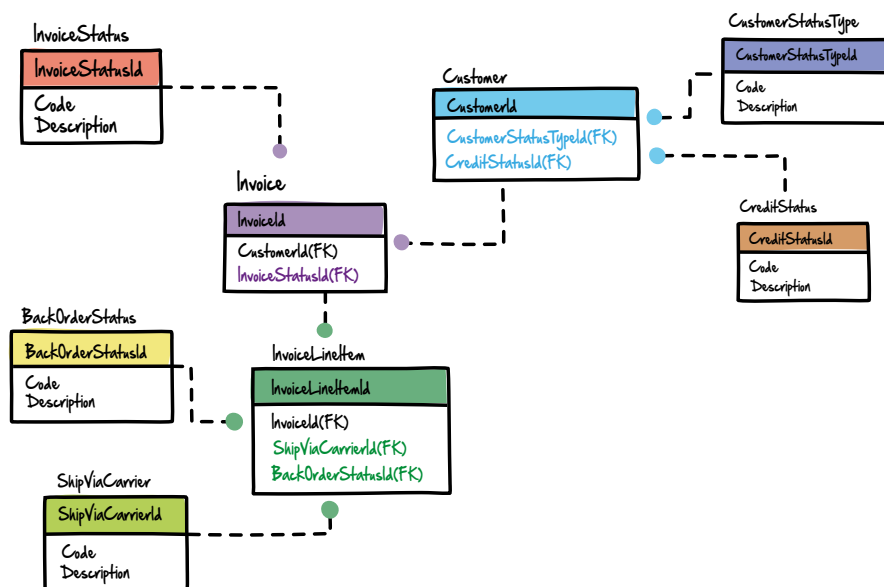 InvoiceStatus
InvoiceStatusId
Code
Description
CustomerStatusType
CustomerStatusTypeId
Code
Description
Customer
CustomerId
CustomerStatusTypeId(FK)
CreditStatusId(FK)
Invoice
InvoiceId
CustomerId(FK)
InvoiceStatusId(FK)
CreditStatus
CreditStatusId
Code
Description
BackOrderStatus
BackOrderStatusId
Code
Description
InvoiceLineItem
InvoiceLineItemId
InvoiceId(FK)
ShipViaCarrierId(FK)
BackOrderStatusId(FK)
ShipViaCarrier
ShipViaCarrierId
Code
Description